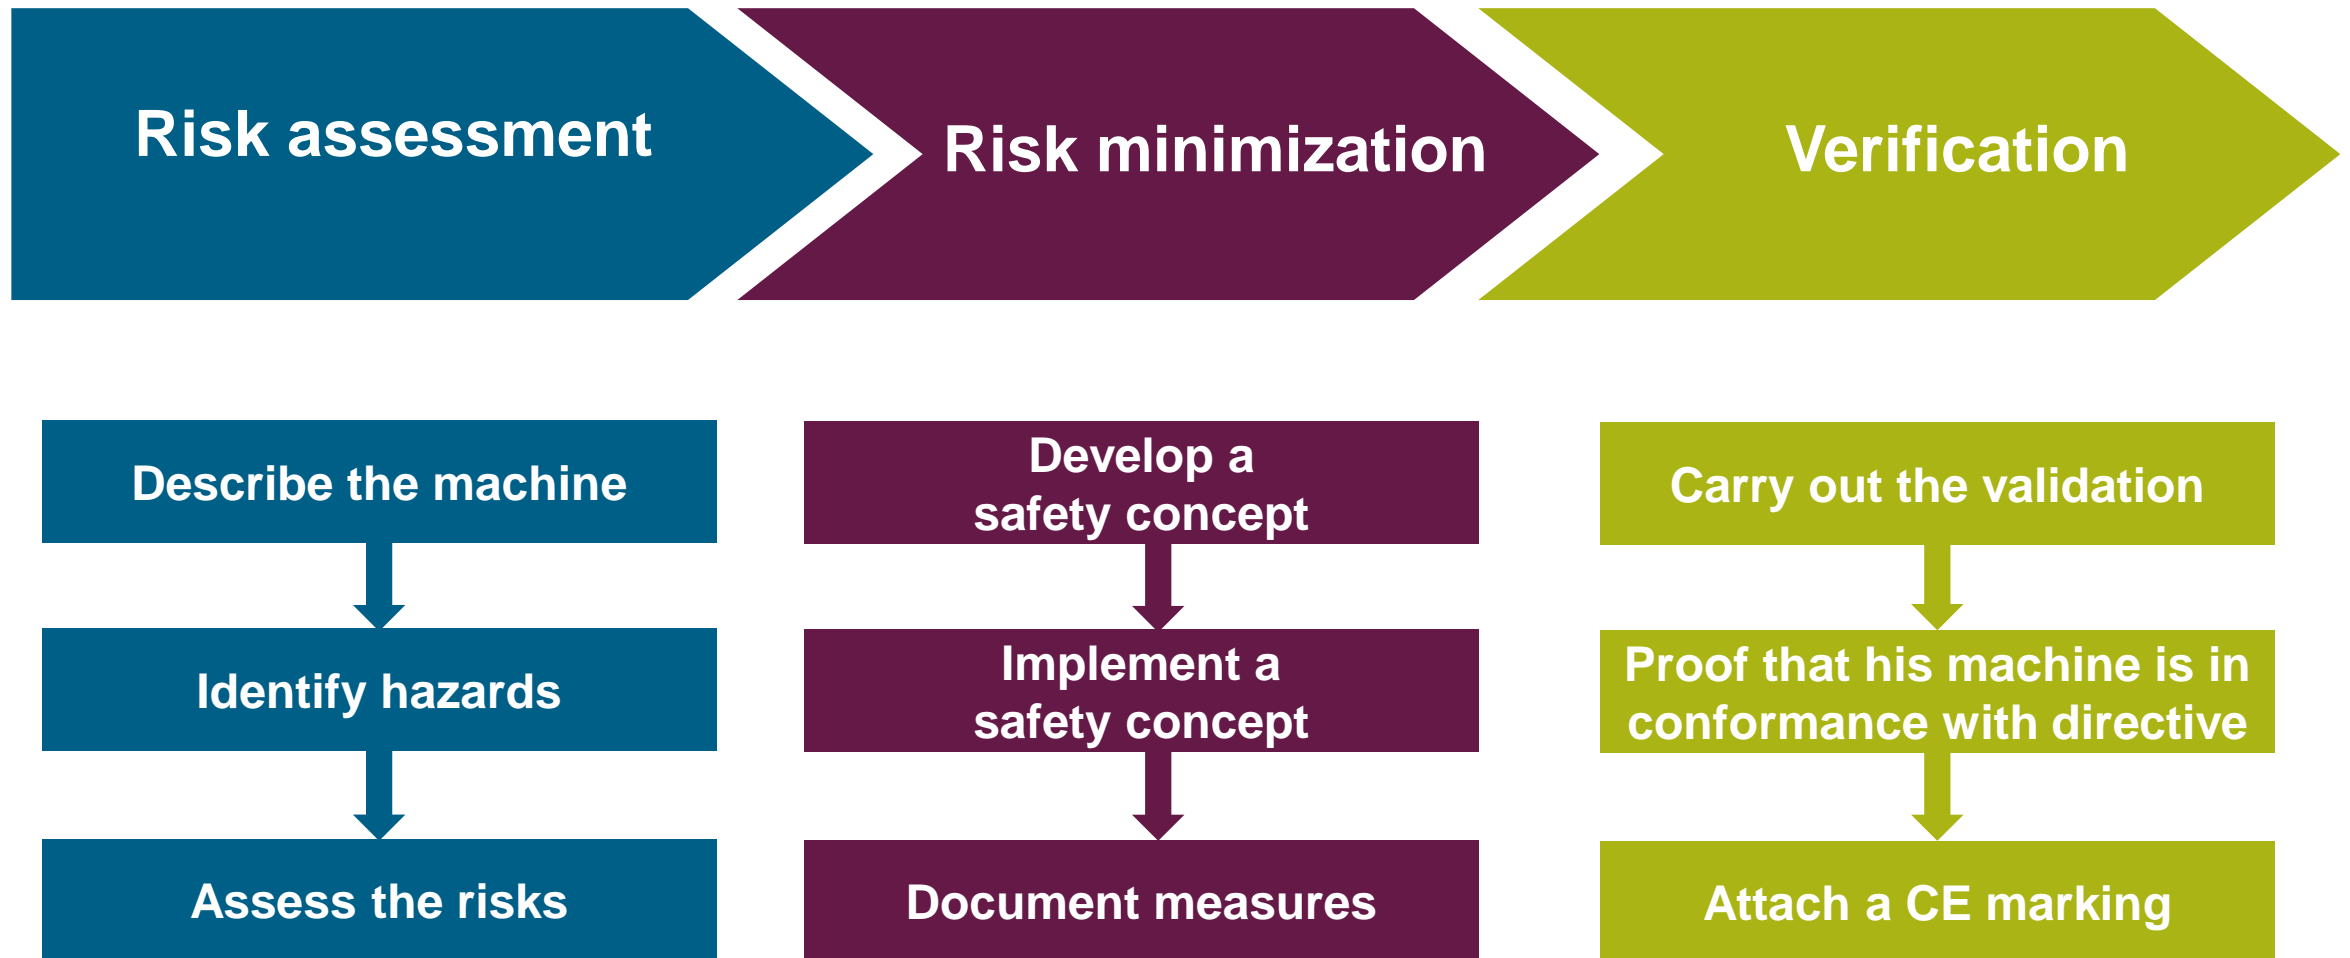 Risk assessment
Risk minimization
Verification
Describe the machine
Identify hazards
Assess the risks
Develop a
safety concept
Implement a
safety concept
Document measures
Carry out the validation
Proof that his machine is in
conformance with directive
Attach a CE marking